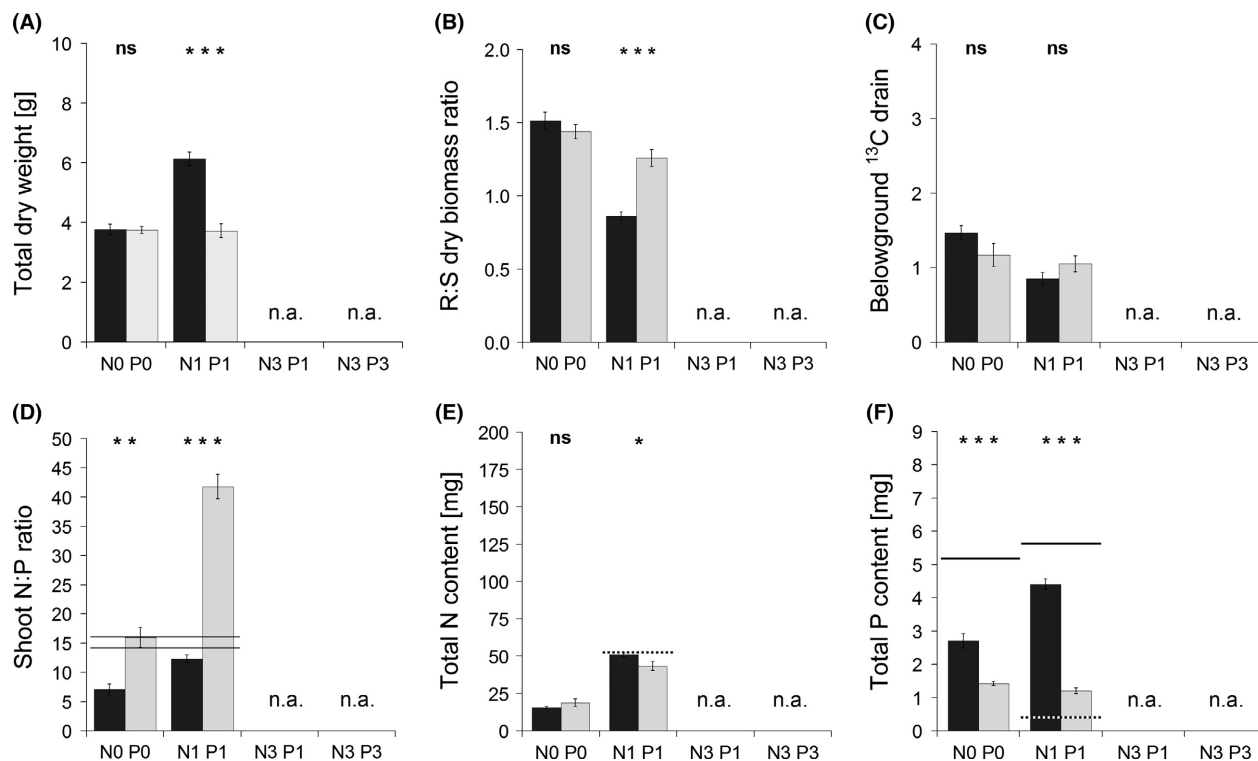 (A)
ns * * *
Total dry weight [g]
10
8
6
4
2
0
n.a. n.a.
N0 P0 N1 P1 N3 P1 N3 P3
(B)
ns * * *
R:S dry biomass ratio
2.0
1.5
1.0
0.5
0.0
n.a. n.a.
N0 P0 N1 P1 N3 P1 N3 P3
(C)
ns ns
Belowground ¹³C drain
4
3
2
1
0
n.a. n.a.
N0 P0 N1 P1 N3 P1 N3 P3
(D)
* * * * *
Shoot N:P ratio
50
45
40
35
30
25
20
15
10
5
0
n.a. n.a.
N0 P0 N1 P1 N3 P1 N3 P3
(E)
ns *
Total N content [mg]
200
175
150
125
100
75
50
25
0
n.a. n.a.
N0 P0 N1 P1 N3 P1 N3 P3
(F)
* * * * * *
Total P content [mg]
9
8
7
6
5
4
3
2
1
0
n.a. n.a.
N0 P0 N1 P1 N3 P1 N3 P3